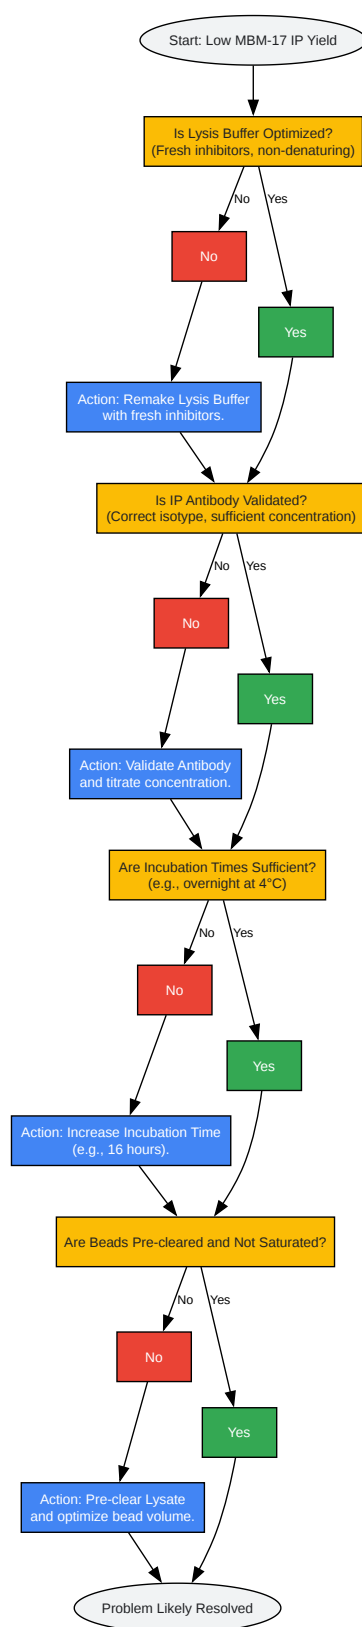 Start: Low MBM-17 IP Yield
Is Lysis Buffer Optimized?
(Fresh inhibitors, non-denaturing)
No
Yes
No
Yes
Action: Remake Lysis Buffer
with fresh inhibitors.
Is IP Antibody Validated?
(Correct isotype, sufficient concentration)
No
Yes
No
Yes
Action: Validate Antibody
and titrate concentration.
Are Incubation Times Sufficient?
(e.g., overnight at 4°C)
No
Yes
No
Yes
Action: Increase Incubation Time
(e.g., 16 hours).
Are Beads Pre-cleared and Not Saturated?
No
Yes
No
Yes
Action: Pre-clear Lysate
and optimize bead volume.
Problem Likely Resolved